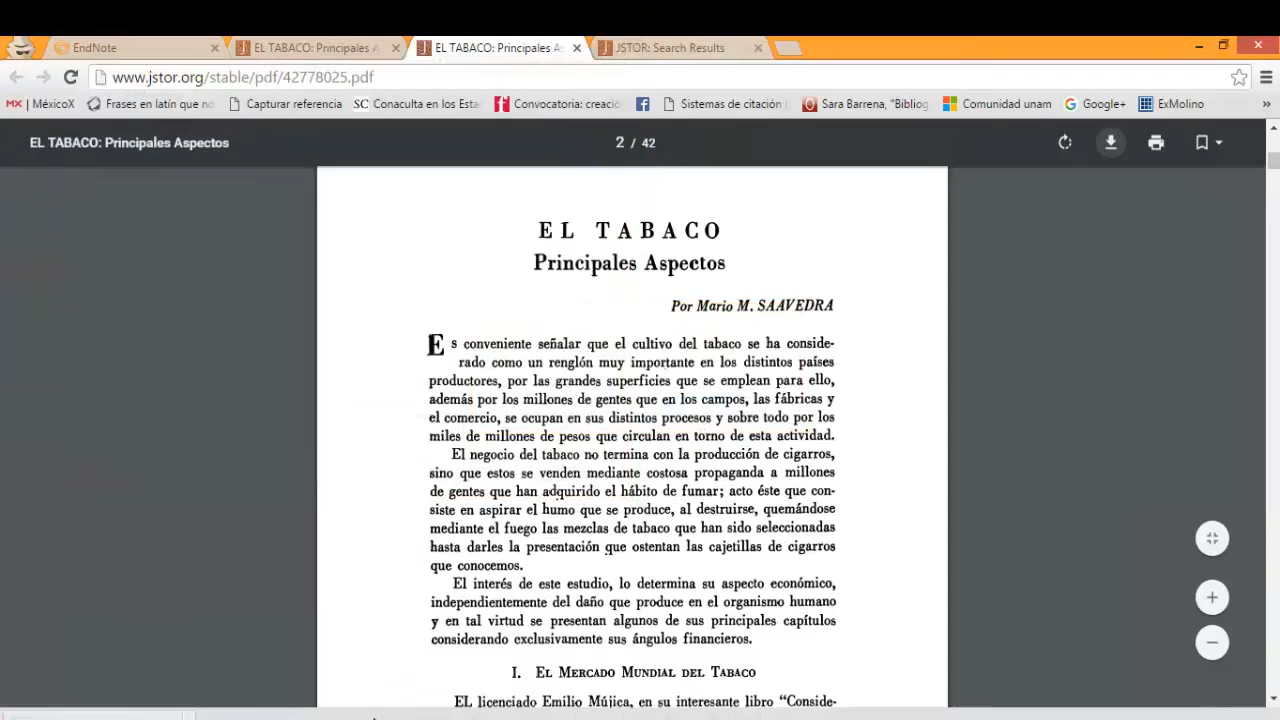 EndNote
EL TABACO: Principales A
EL TABACO: Principales As
JSTOR: Search Results
www.jstor.org/stable/pdf/42778025.pdf
MX | MéxicoX
Frases en latín que no
Capturar referencia
SC Conaculta en los Esta
Convocatoria: creació
Sistemas de citación
Sara Barrena, "Bibliog
Comunidad unam
Google+
ExMolino
»
EL TABACO: Principales Aspectos
2 / 42
EL TABACO
Principales Aspectos
Por Mario M. SAAVEDRA
Es conveniente señalar que el cultivo del tabaco se ha conside-
rado como un renglón muy importante en los distintos países
productores, por las grandes superficies que se emplean para ello,
además por los millones de gentes que en los campos, las fábricas y
el comercio, se ocupan en sus distintos procesos y sobre todo por los
miles de millones de pesos que circulan en torno de esta actividad.
El negocio del tabaco no termina con la producción de cigarros,
sino que estos se venden mediante costosa propaganda a millones
de gentes que han adquirido el hábito de fumar; acto éste que con-
siste en aspirar el humo que se produce, al destruirse, quemándose
mediante el fuego las mezclas de tabaco que han sido seleccionadas
hasta darles la presentación que ostentan las cajetillas de cigarros
que conocemos.
El interés de este estudio, lo determina su aspecto económico,
independientemente del daño que produce en el organismo humano
y en tal virtud se presentan algunos de sus principales capítulos
considerando exclusivamente sus ángulos financieros.
I. El Mercado Mundial del Tabaco
EL licenciado Emilio Mújica, en su interesante libro "Conside-